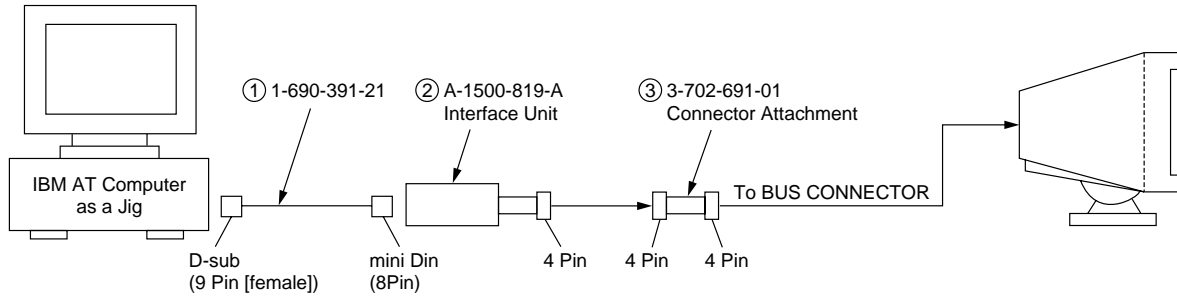 ① 1-690-391-21
② A-1500-819-A
Interface Unit
③ 3-702-691-01
Connector Attachment
IBM AT Computer
as a Jig
To BUS CONNECTOR
D-sub
(9 Pin [female])
mini Din
(8Pin)
4 Pin
4 Pin
4 Pin